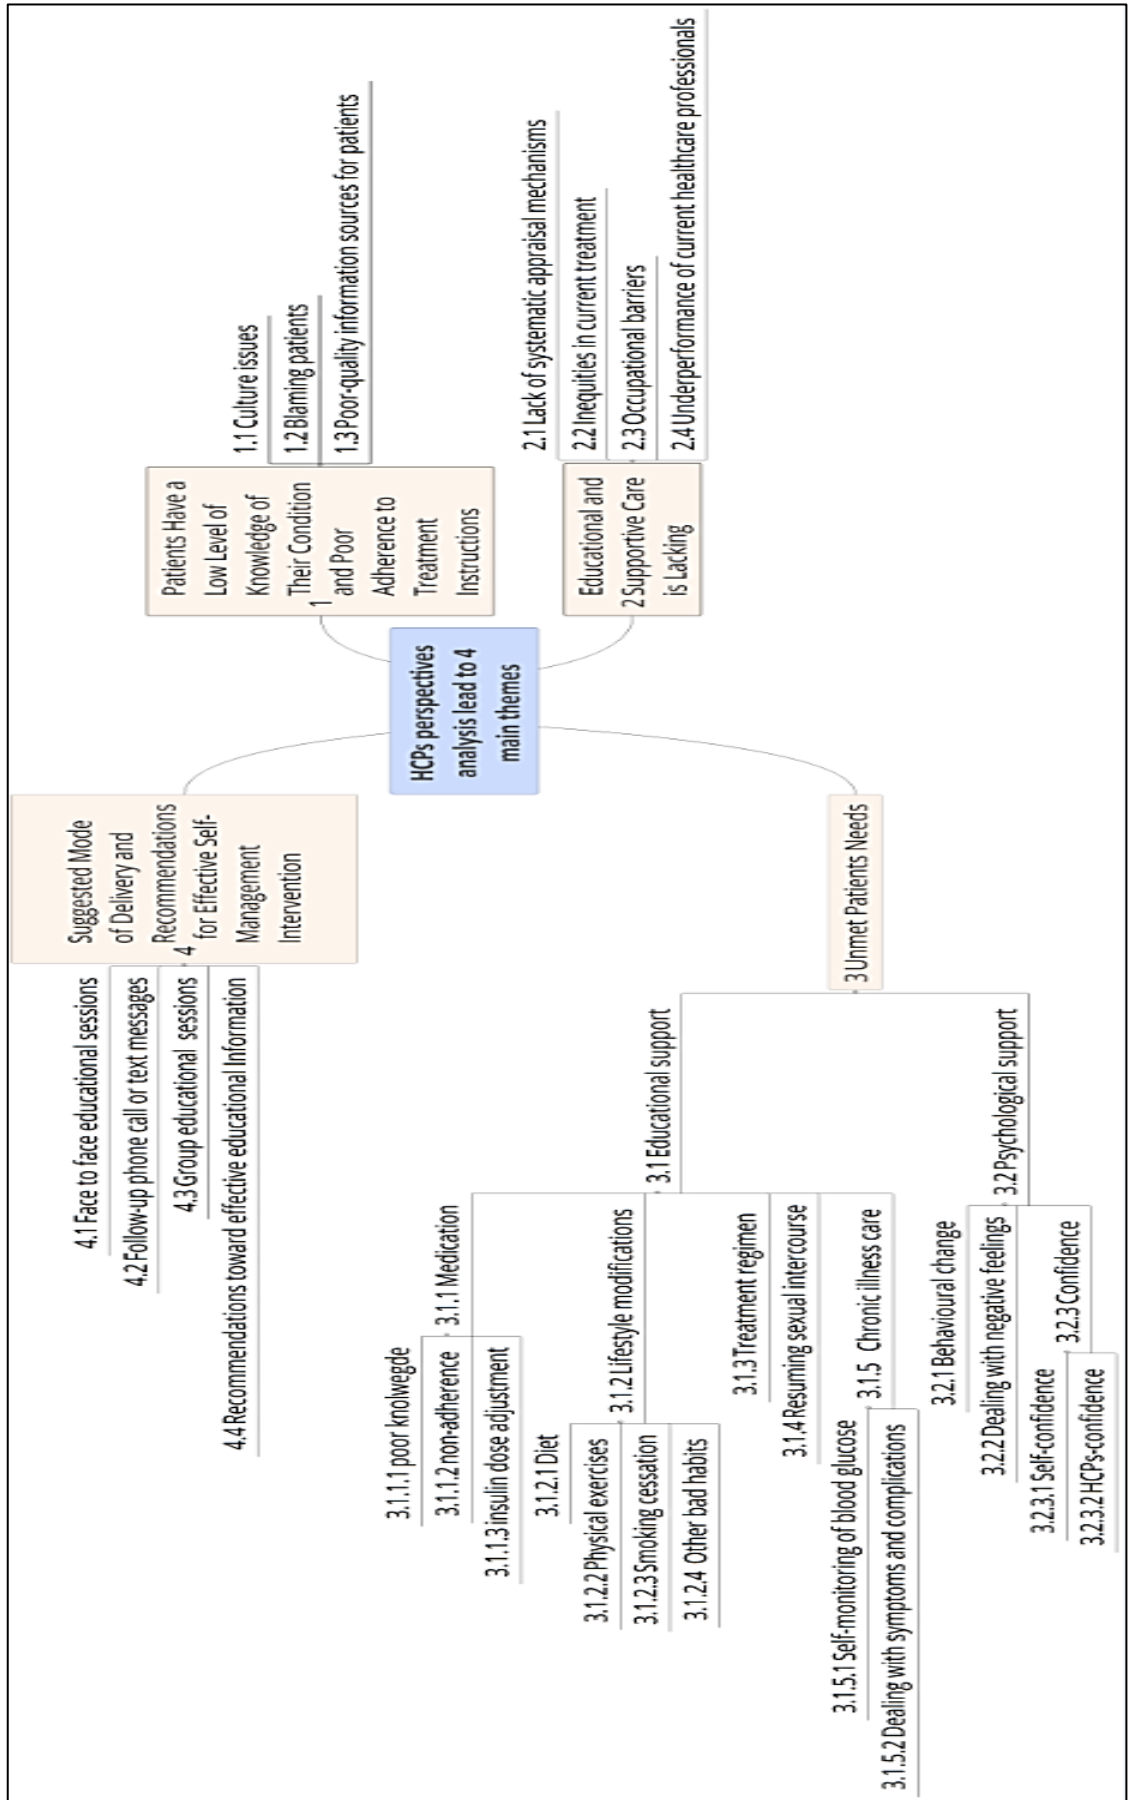 HCPs perspectives
analysis lead to 4
main themes
Patients Have a
Low Level of
Knowledge of
Their Condition
1
and Poor
Adherence to
Treatment
Instructions
1.1 Culture issues
1.2 Blaming patients
1.3 Poor-quality information sources for patients
Educational and
2 Supportive Care
is Lacking
2.1 Lack of systematic appraisal mechanisms
2.2 Inequities in current treatment
2.3 Occupational barriers
2.4 Underperformance of current healthcare professionals
3 Unmet Patients Needs
3.1 Educational support
3.1.1 Medication
3.1.1.1 poor knolwegde
3.1.1.2 non-adherence
3.1.1.3 insulin dose adjustment
3.1.2 Lifestyle modifications
3.1.2.1 Diet
3.1.2.2 Physical exercises
3.1.2.3 Smoking cessation
3.1.2.4 Other bad habits
3.1.3 Treatment regimen
3.1.4 Resuming sexual intercourse
3.1.5 Chronic illness care
3.1.5.1 Self-monitoring of blood glucose
3.1.5.2 Dealing with symptoms and complications
3.2 Psychological support
3.2.1 Behavioural change
3.2.2 Dealing with negative feelings
3.2.3 Confidence
3.2.3.1 Self-confidence
3.2.3.2 HCPs-confidence
Suggested Mode
of Delivery and
Recommendations
4
for Effective Self-
Management
Intervention
4.1 Face to face educational sessions
4.2 Follow-up phone call or text messages
4.3 Group educational sessions
4.4 Recommendations toward effective educational Information